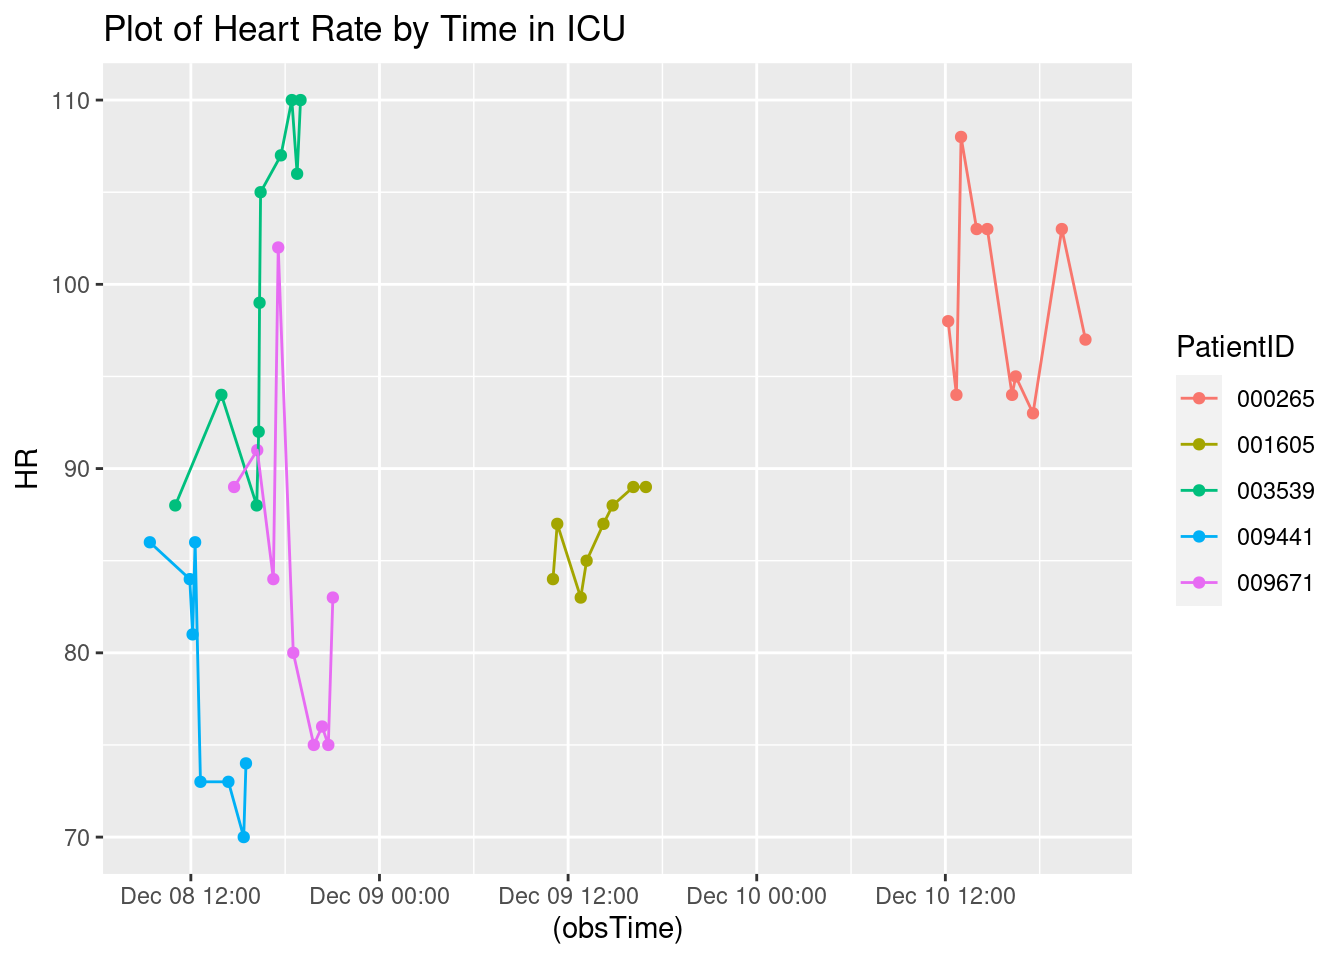 Plot of Heart Rate by Time in ICU
110
100
90
80
70
HR
Dec 08 12:00 Dec 09 00:00 Dec 09 12:00 Dec 10 00:00 Dec 10 12:00
(obsTime)
PatientID
000265
001605
003539
009441
009671